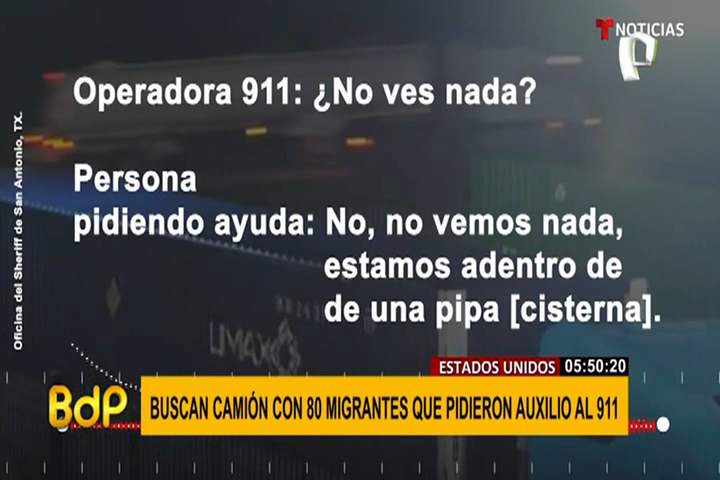 NOTICIAS
Operadora 911: ¿No ves nada?
Persona
pidiendo ayuda: No, no vemos nada,
estamos adentro de
de una pipa [cisterna].
Oficina del Sheriff de San Antonio, TX.
LIMAX
ESTADOS UNIDOS 05:50:20
BdP
BUSCAN CAMIÓN CON 80 MIGRANTES QUE PIDIERON AUXILIO AL 911